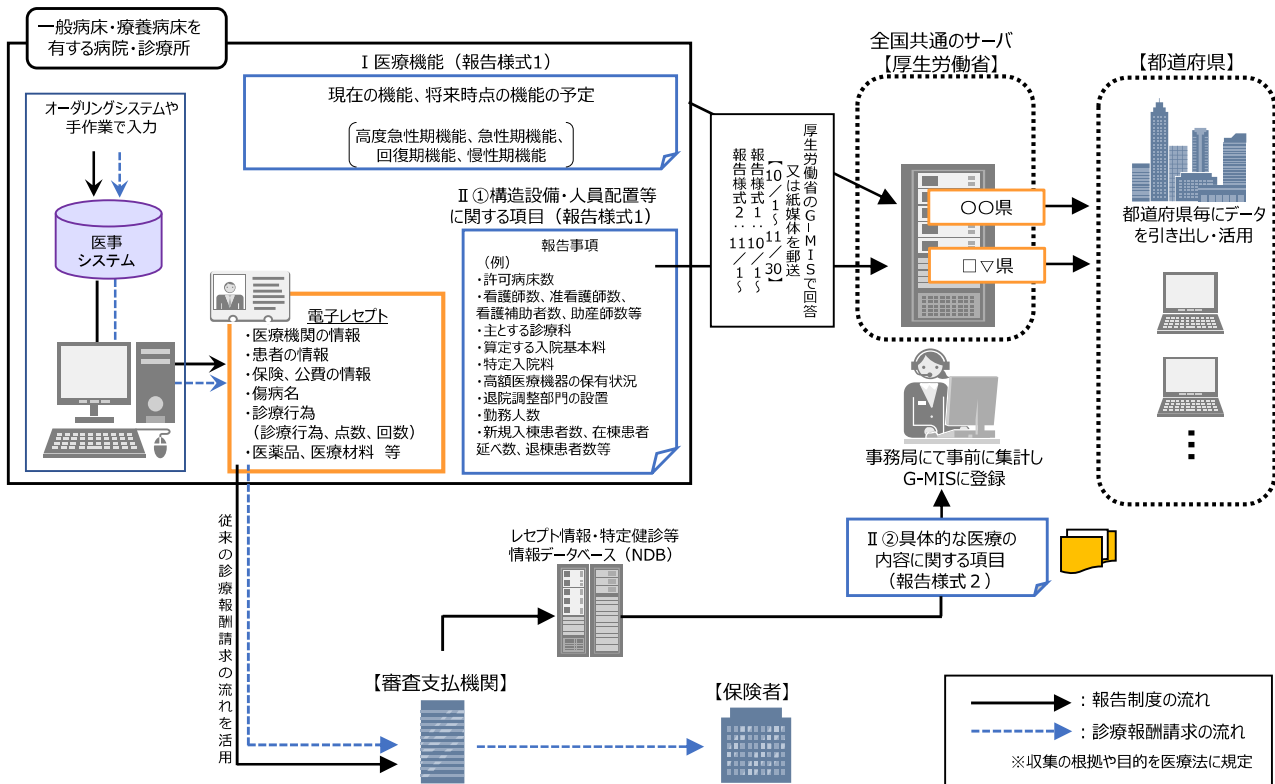 一般病床・療養病床を
有する病院・診療所
オーダリングシステムや
手作業で入力
医事
システム
Ⅰ 医療機能（報告様式1）
現在の機能、将来時点の機能の予定
高度急性期機能、急性期機能、
回復期機能、慢性期機能
Ⅱ ①構造設備・人員配置等
に関する項目（報告様式1）
報告事項
（例）
・許可病床数
・看護師数、准看護師数、
看護補助者数、助産師数等
・主とする診療科
・算定する入院基本料
・特定入院料
・高額医療機器の保有状況
・退院調整部門の設置
・勤務人数
・新規入棟患者数、在棟患者
延べ数、退棟患者数等
電子レセプト
・医療機関の情報
・患者の情報
・保険、公費の情報
・傷病名
・診療行為
（診療行為、点数、回数）
・医薬品、医療材料 等
厚生労働省のG-MISで回答
又は紙媒体を郵送
【10／1～11／30】
報告様式1：10／1～
報告様式2：11／1～
全国共通のサーバ
【厚生労働省】
〇〇県
□▽県
【都道府県】
都道府県毎にデータ
を引き出し・活用
事務局にて事前に集計し
G-MISに登録
Ⅱ ②具体的な医療の
内容に関する項目
（報告様式２）
レセプト情報・特定健診等
情報データベース（NDB）
従来の診療報酬請求の流れを活用
【審査支払機関】
【保険者】
：報告制度の流れ
：診療報酬請求の流れ
※収集の根拠や目的を医療法に規定